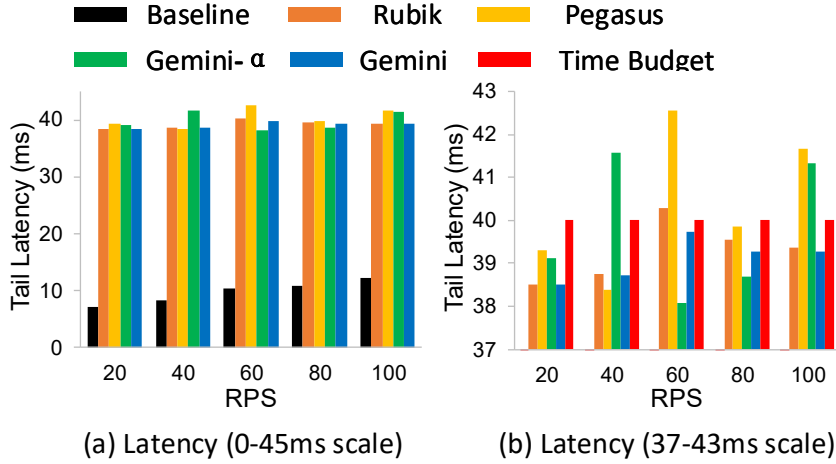 Baseline Rubik Pegasus
Gemini- α Gemini Time Budget
Tail Latency (ms)
40
30
20
10
0
20 40 60 80 100
RPS
(a) Latency (0-45ms scale)
Tail Latency (ms)
43
42
41
40
39
38
37
20 40 60 80 100
RPS
(b) Latency (37-43ms scale)